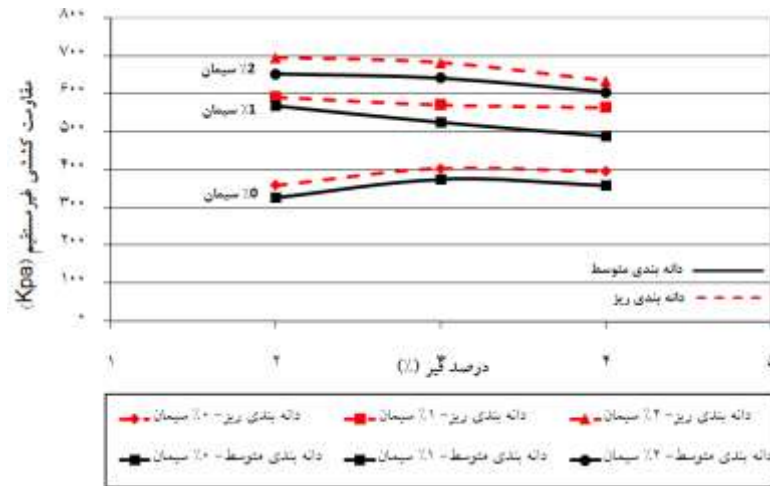 ۸۰۰
۷۰۰
۶۰۰
۵۰۰
۴۰۰
۳۰۰
۲۰۰
۱۰۰
۰
مقاومت کششی غیرمستقیم (Kpa)
2٪ سیمان
1٪ سیمان
0٪ سیمان
دانه بندی متوسط
دانه بندی ریز
۱ ۲ ۳ ۴
درصد قیر (٪)
دانه بندی ریز- ۰٪ سیمان دانه بندی ریز- ۱٪ سیمان دانه بندی ریز- ۲٪ سیمان
دانه بندی متوسط- ۰٪ سیمان دانه بندی متوسط- ۱٪ سیمان دانه بندی متوسط- ۲٪ سیمان